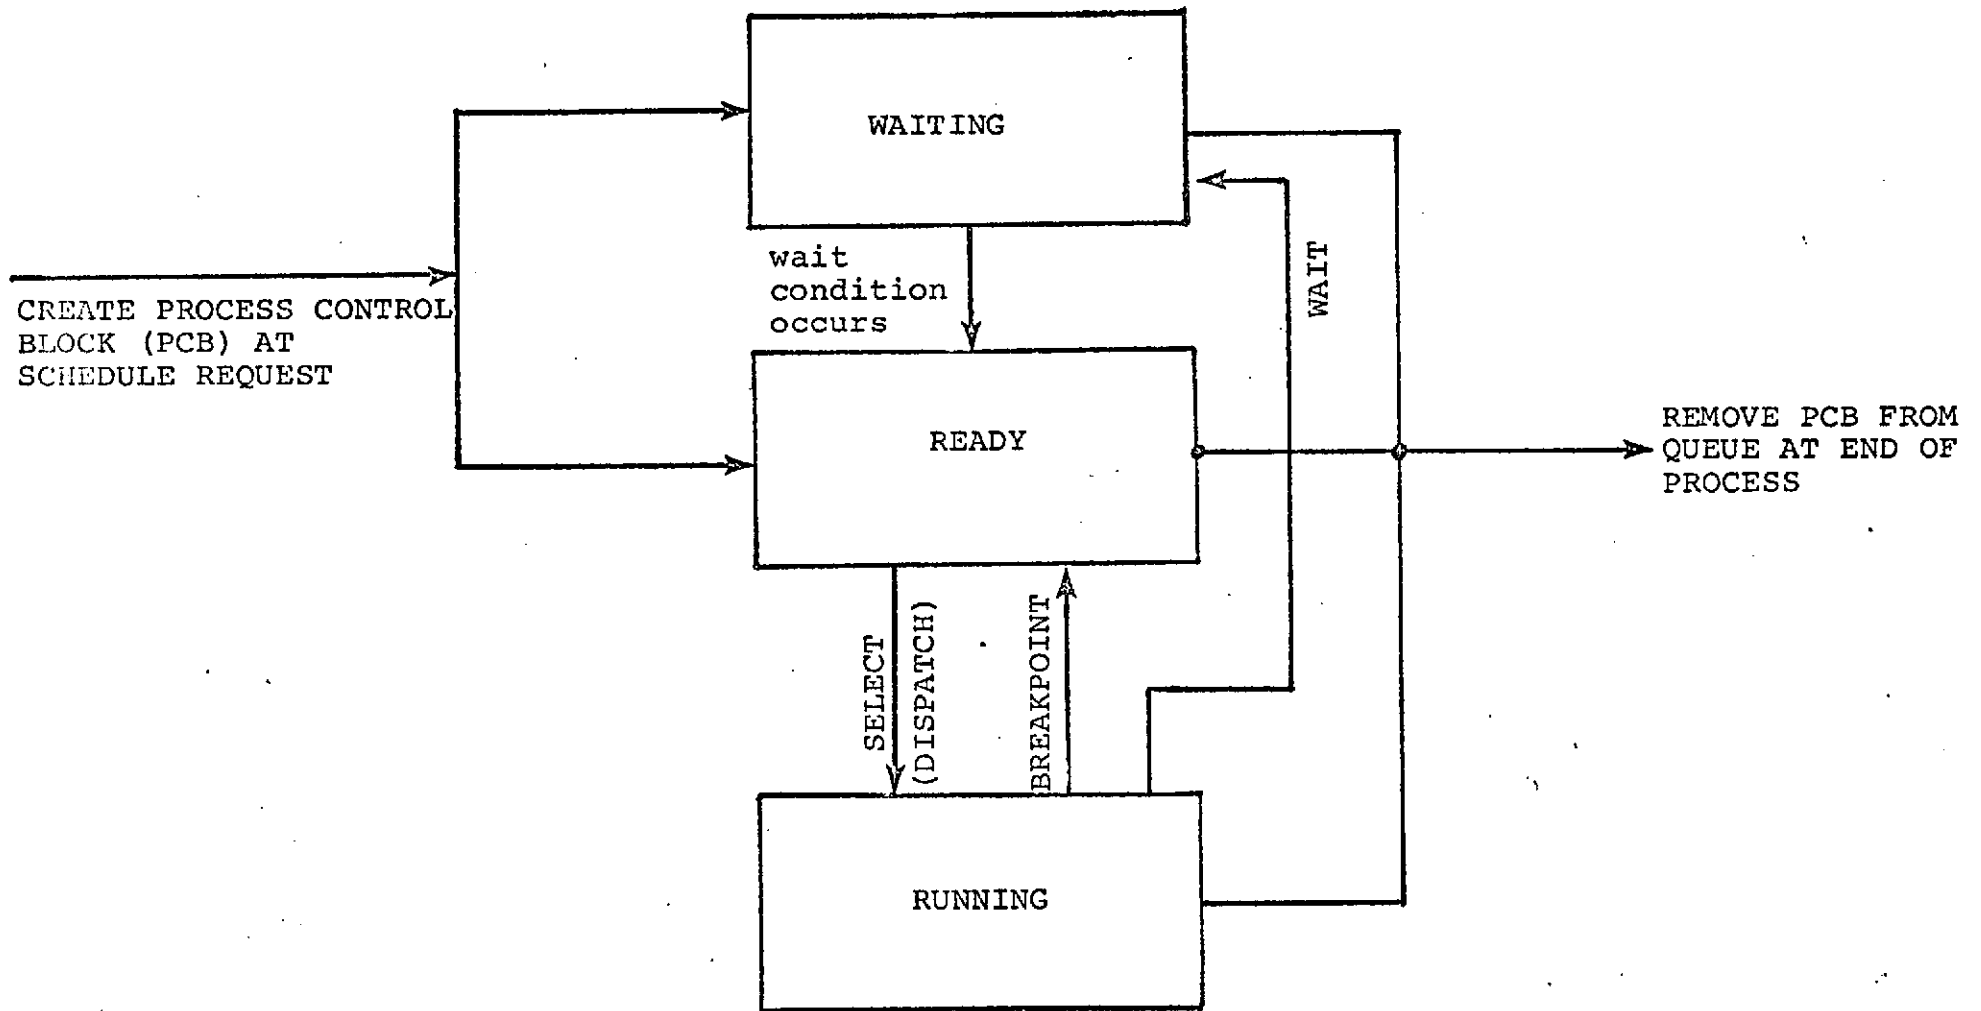 WAITING
wait
condition
occurs
WAIT
CREATE PROCESS CONTROL
BLOCK (PCB) AT
SCHEDULE REQUEST
READY
REMOVE PCB FROM
QUEUE AT END OF
PROCESS
SELECT
(DISPATCH)
BREAKPOINT
RUNNING